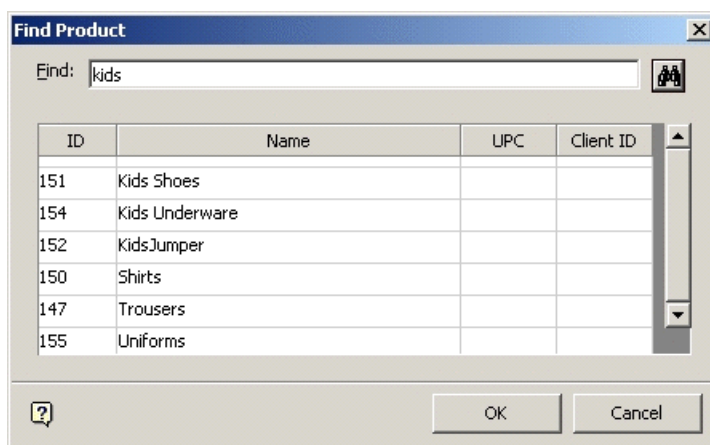 Find Product
Find: kids
ID Name UPC Client ID
151 Kids Shoes
154 Kids Underware
152 KidsJumper
150 Shirts
147 Trousers
155 Uniforms
? OK Cancel